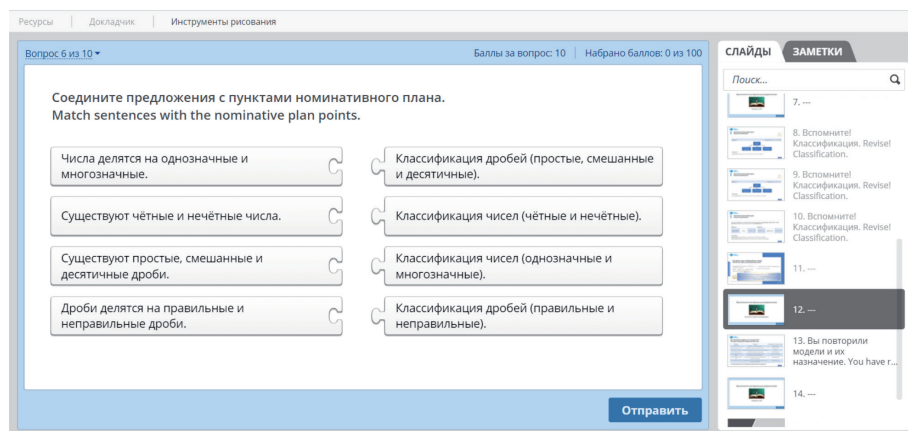 Ресурсы | Докладчик | Инструменты рисования
Вопрос 6 из 10 Баллы за вопрос: 10 | Набрано баллов: 0 из 100
Соедините предложения с пунктами номинативного плана.
Match sentences with the nominative plan points.
Числа делятся на однозначные и
многозначные.
Классификация дробей (простые, смешанные
и десятичные).
Существуют чётные и нечётные числа.
Классификация чисел (чётные и нечётные).
Существуют простые, смешанные и
десятичные дроби.
Классификация чисел (однозначные и
многозначные).
Дроби делятся на правильные и
неправильные дроби.
Классификация дробей (правильные и
неправильные).
Отправить
СЛАЙДЫ ЗАМЕТКИ
Поиск...
7. ---
8. Вспомните!
Классификация. Revise!
Classification.
9. Вспомните!
Классификация. Revise!
Classification.
10. Вспомните!
Классификация. Revise!
Classification.
11. ---
12. ---
13. Вы повторили
модели и их
назначение. You have r...
14. ---